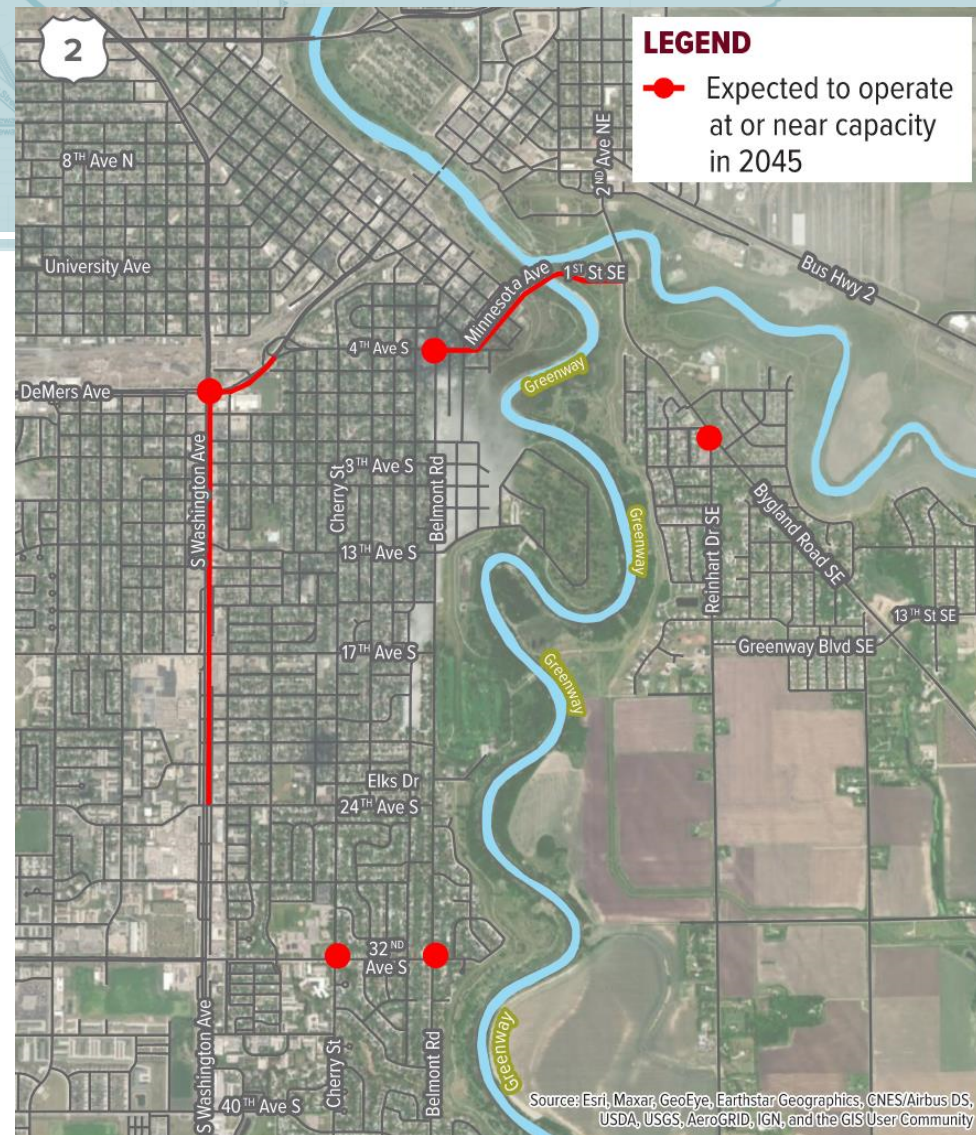 2
LEGEND
Expected to operate
at or near capacity
in 2045
8TH Ave N
2ND Ave NE
University Ave
Bus Hwy 2
1ST St SE
Minnesota Ave
4TH Ave S
Greenway
DeMers Ave
S Washington Ave
Cherry St
8TH Ave S
Belmont Rd
Bygland Road SE
Greenway
13TH Ave S
Reinhart Dr SE
13TH St SE
17TH Ave S
Greenway Blvd SE
Greenway
Elks Dr
24TH Ave S
32ND
Ave S
S Washington Ave
Cherry St
Belmont Rd
Greenway
40TH Ave S
Source: Esri, Maxar, GeoEye, Earthstar Geographics, CNES/Airbus DS,
USDA, USGS, AeroGRID, IGN, and the GIS User Community